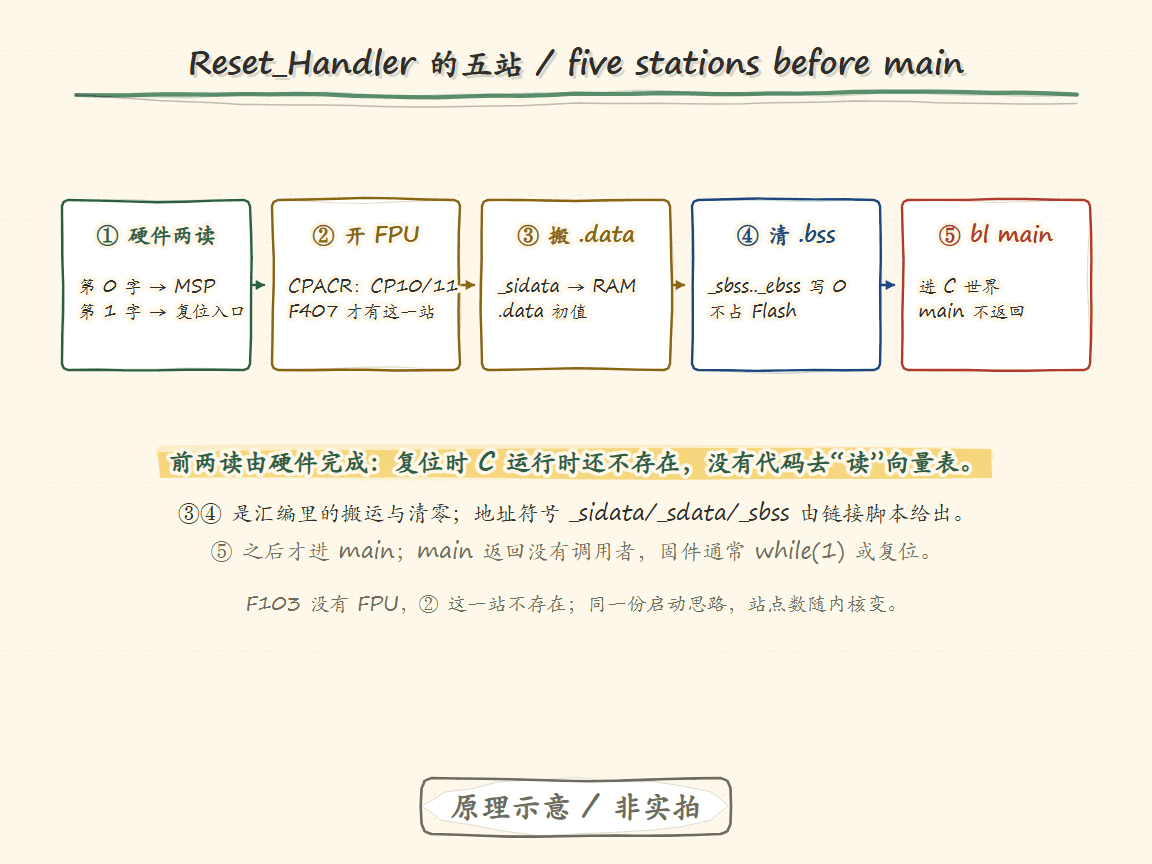 Reset_Handler 的五站 / five stations before main
① 硬件两读
第 0 字 → MSP
第 1 字 → 复位入口
② 开 FPU
CPACR: CP10/11
F407 才有这一站
③ 搬 .data
_sidata → RAM
.data 初值
④ 清 .bss
_sbss.._ebss 写 0
不占 Flash
⑤ bl main
进 C 世界
main 不返回
前两读由硬件完成：复位时 C 运行时还不存在，没有代码去“读”向量表。
③④ 是汇编里的搬运与清零；地址符号 _sidata/_sdata/_sbss 由链接脚本给出。
⑤ 之后才进 main；main 返回没有调用者，固件通常 while(1) 或复位。
F103 没有 FPU，② 这一站不存在；同一份启动思路，站点数随内核变。
原理示意 / 非实拍